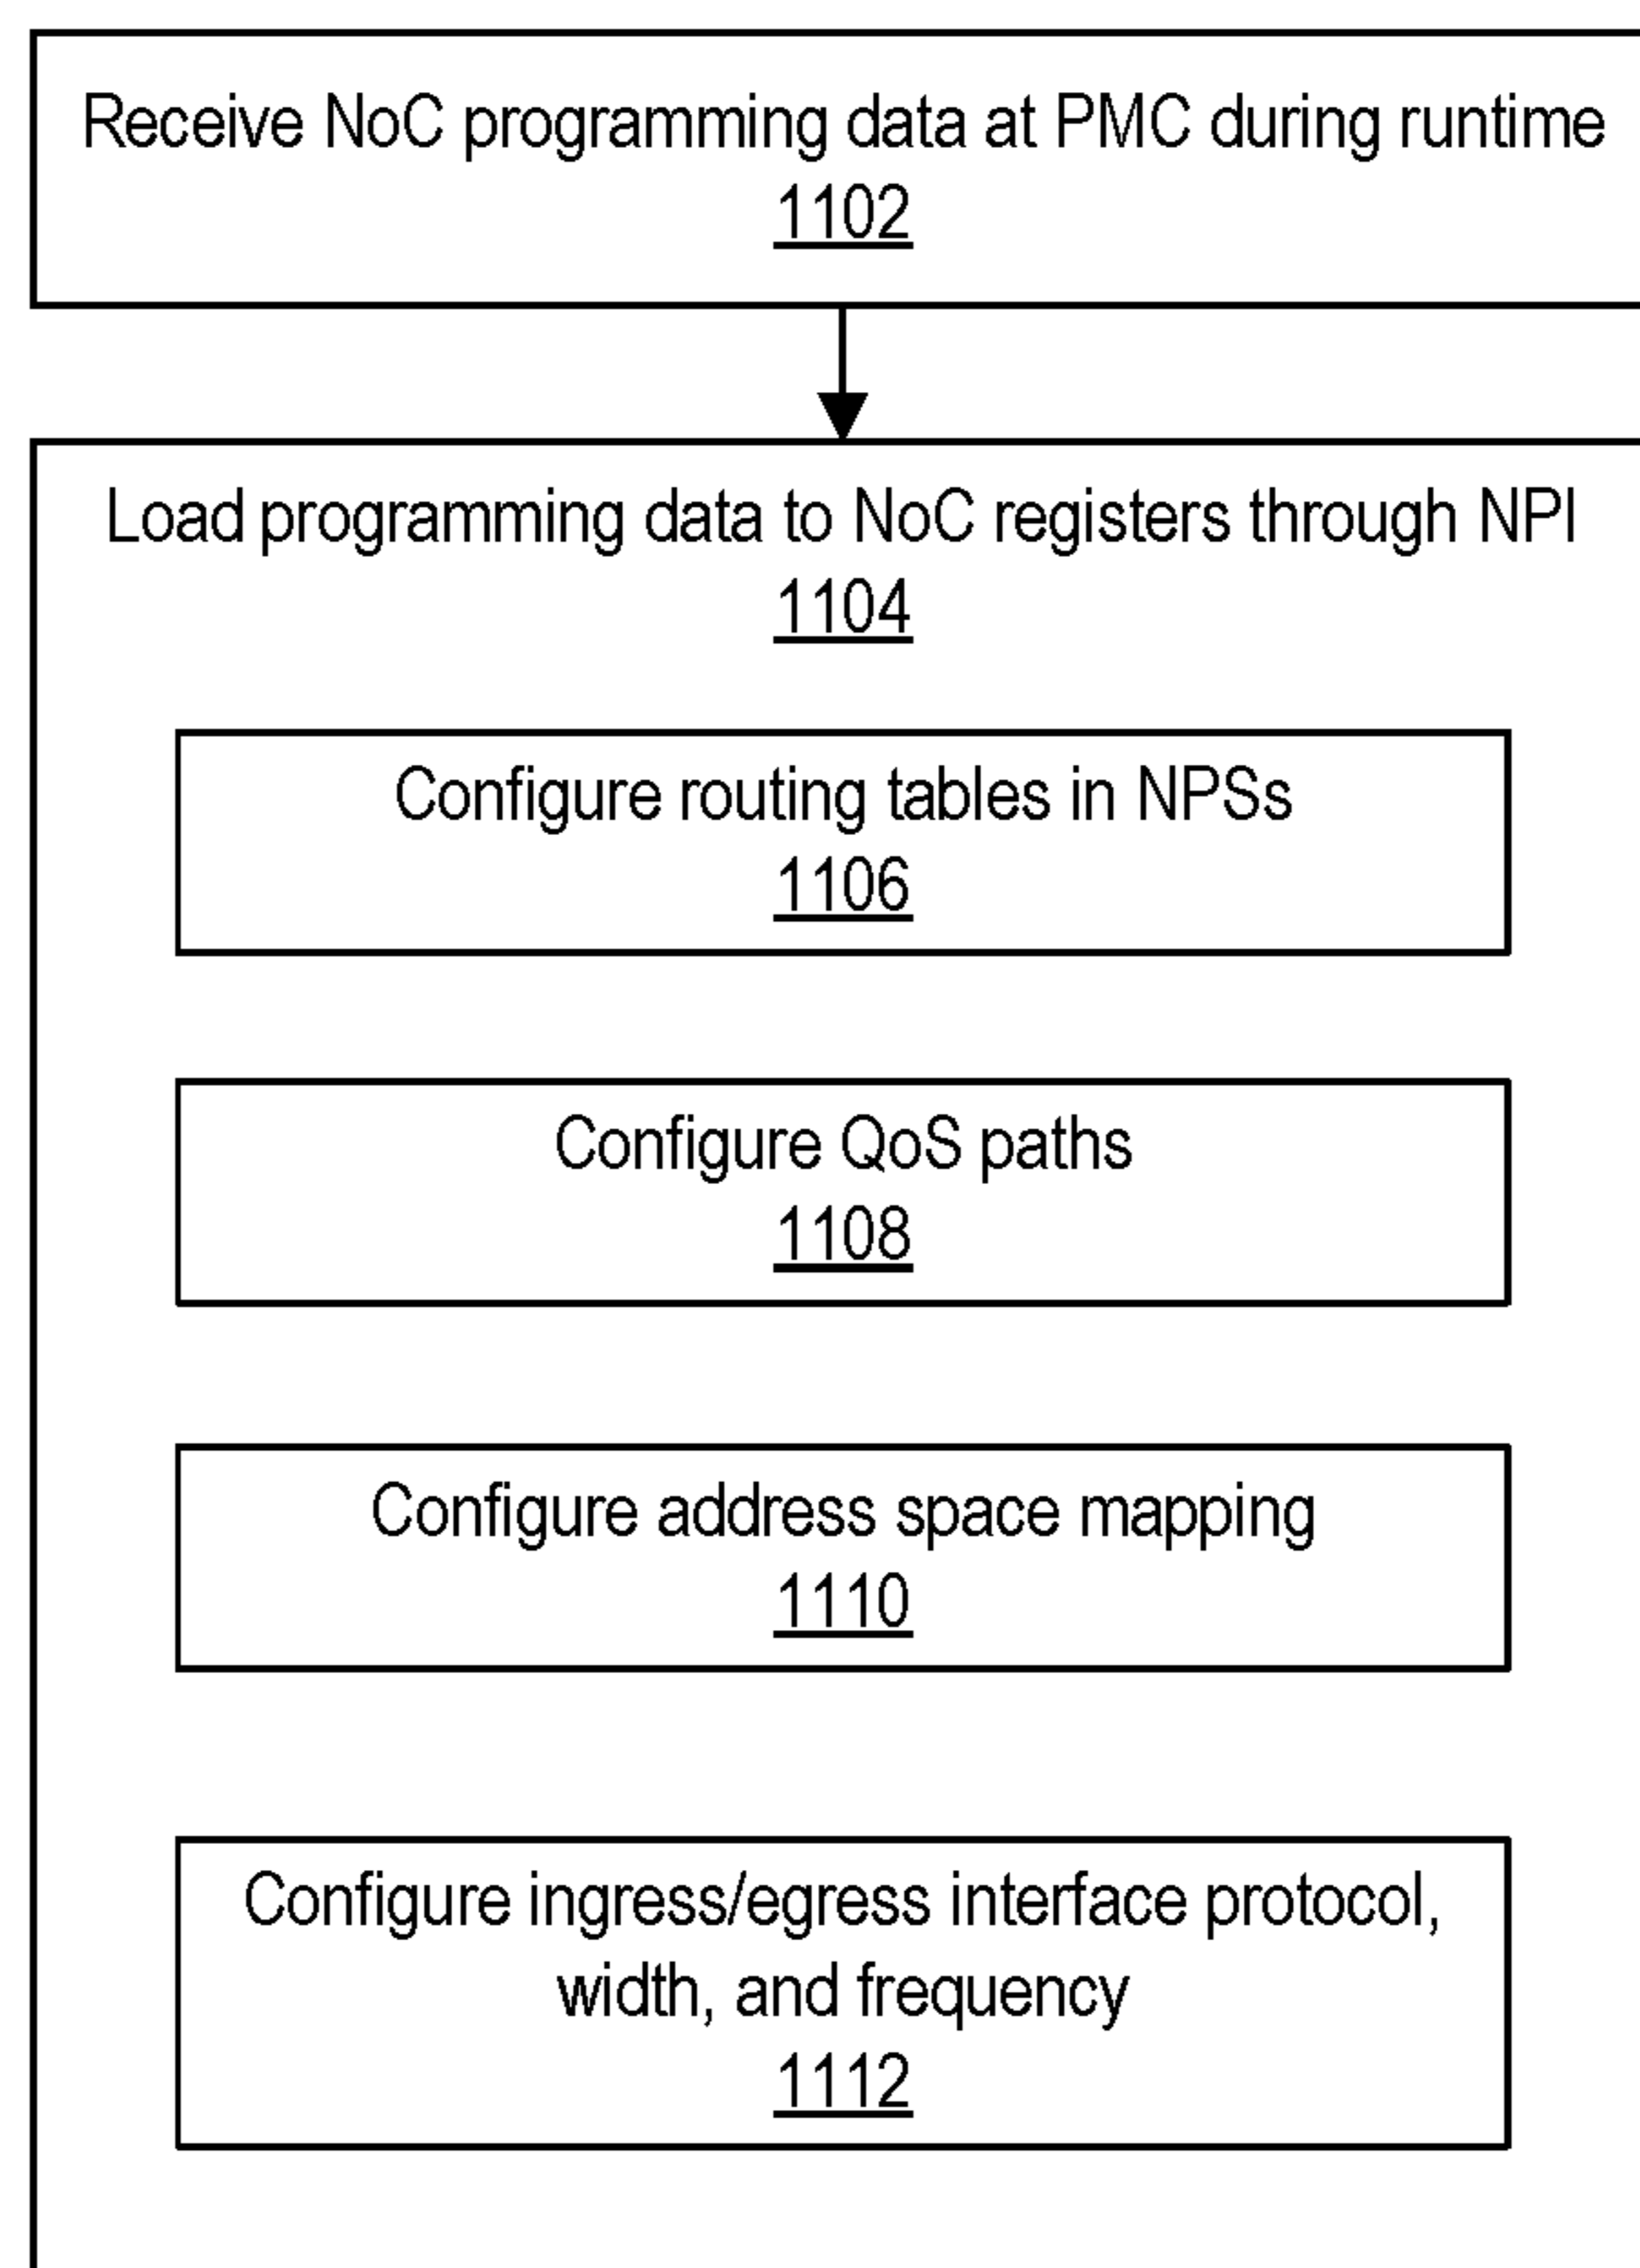 Receive NoC programming data at PMC during runtime
1102
Load programming data to NoC registers through NPI
1104
Configure routing tables in NPSs
1106
Configure QoS paths
1108
Configure address space mapping
1110
Configure ingress/egress interface protocol,
width, and frequency
1112